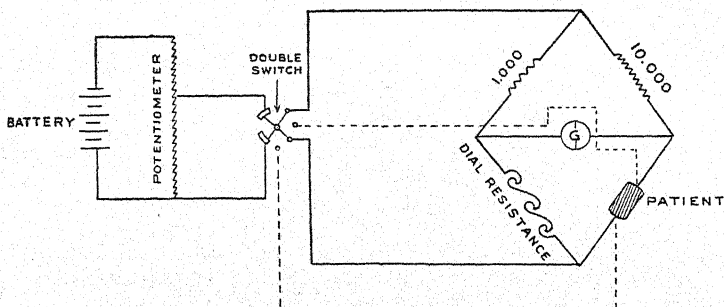 BATTERY
POTENTIOMETER
DOUBLE
SWITCH
1.000
10.000
G
DIAL RESISTANCE
PATIENT